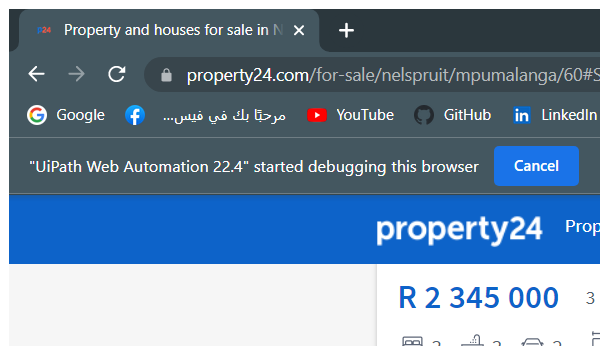 Property and houses for sale in N
property24.com/for-sale/nelspruit/mpumalanga/60#S
Google مرحبًا بك في فيس... YouTube GitHub LinkedIn
"UiPath Web Automation 22.4" started debugging this browser Cancel
property24 Prop
R 2 345 000 3